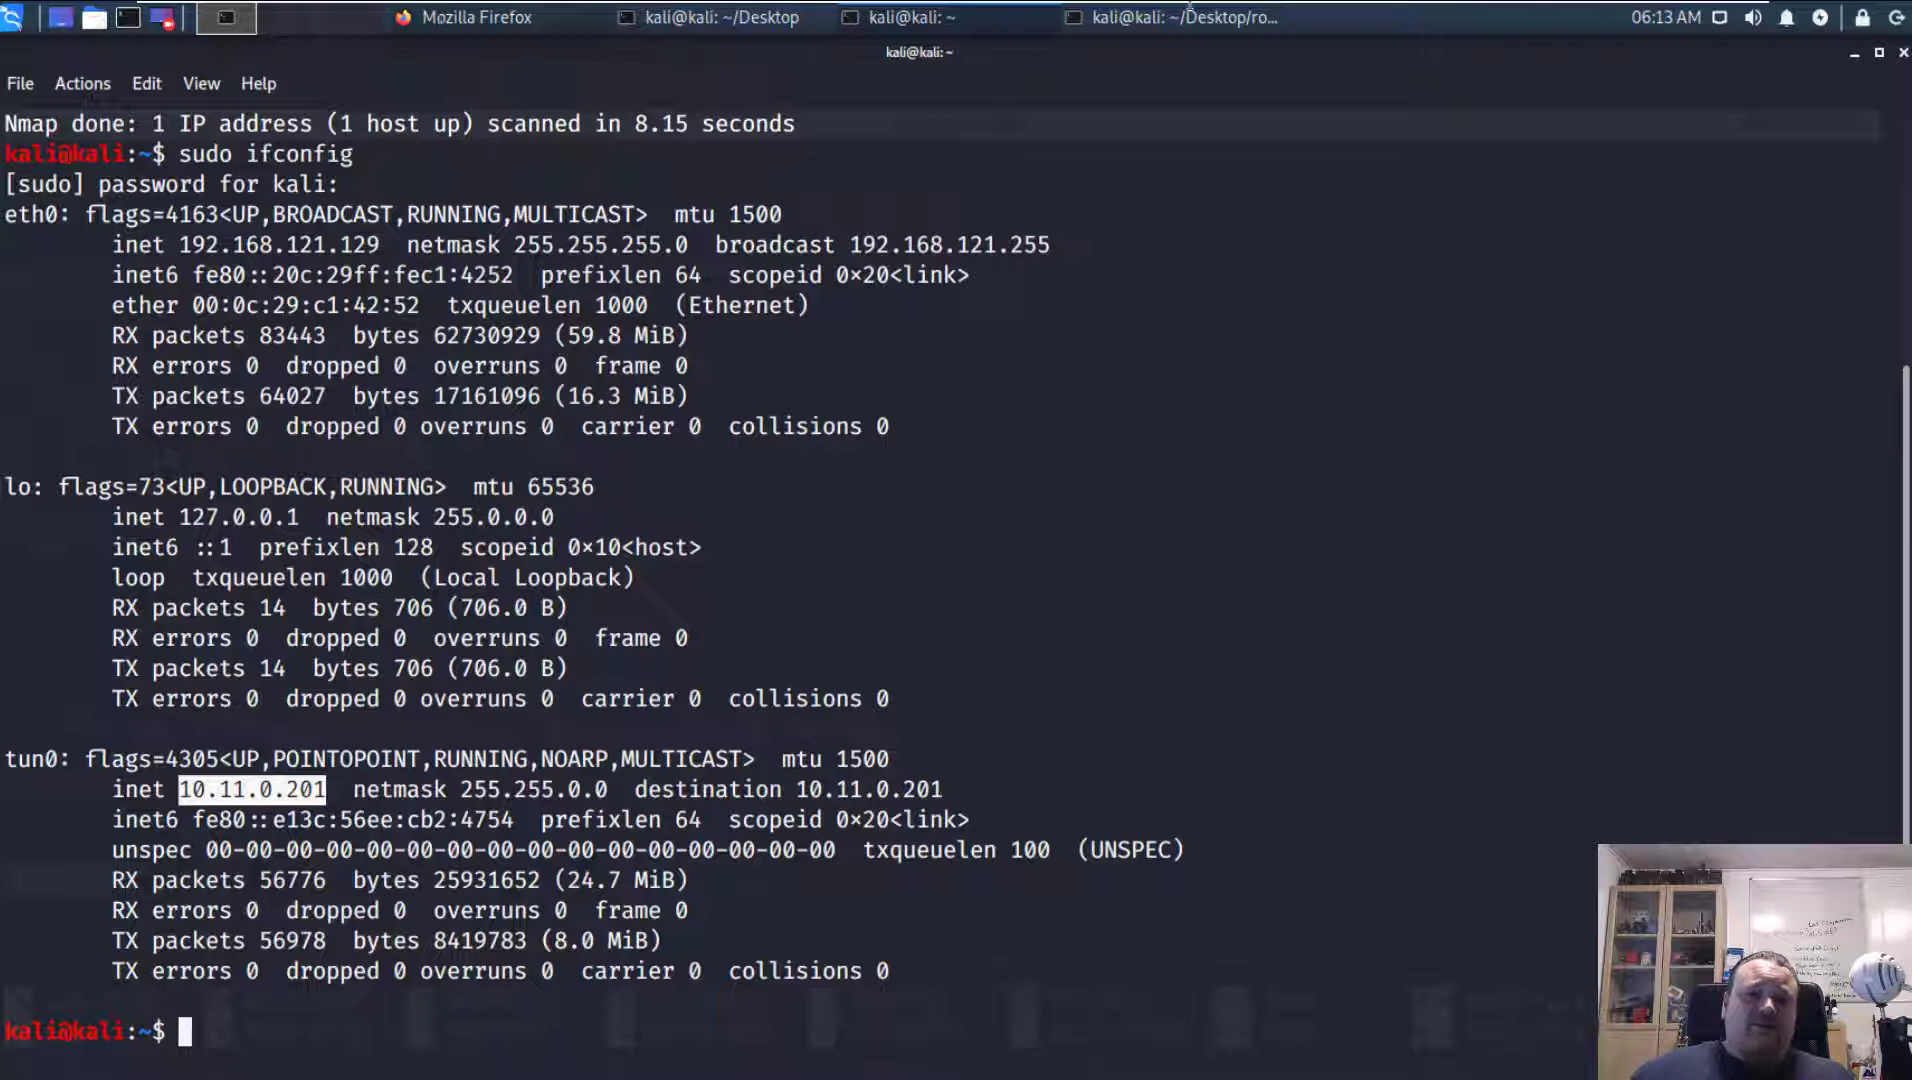 Mozilla Firefox
kali@kali: ~/Desktop
kali@kali: ~
kali@kali: ~/Desktop/ro...
06:13 AM
kali@kali: ~
File Actions Edit View Help
Nmap done: 1 IP address (1 host up) scanned in 8.15 seconds
kali@kali:~$ sudo ifconfig
[sudo] password for kali:
eth0: flags=4163<UP,BROADCAST,RUNNING,MULTICAST>  mtu 1500
inet 192.168.121.129  netmask 255.255.255.0  broadcast 192.168.121.255
inet6 fe80::20c:29ff:fec1:4252  prefixlen 64  scopeid 0×20<link>
ether 00:0c:29:c1:42:52  txqueuelen 1000  (Ethernet)
RX packets 83443  bytes 62730929 (59.8 MiB)
RX errors 0  dropped 0  overruns 0  frame 0
TX packets 64027  bytes 17161096 (16.3 MiB)
TX errors 0  dropped 0 overruns 0  carrier 0  collisions 0
lo: flags=73<UP,LOOPBACK,RUNNING>  mtu 65536
inet 127.0.0.1  netmask 255.0.0.0
inet6 ::1  prefixlen 128  scopeid 0×10<host>
loop  txqueuelen 1000  (Local Loopback)
RX packets 14  bytes 706 (706.0 B)
RX errors 0  dropped 0  overruns 0  frame 0
TX packets 14  bytes 706 (706.0 B)
TX errors 0  dropped 0 overruns 0  carrier 0  collisions 0
tun0: flags=4305<UP,POINTOPOINT,RUNNING,NOARP,MULTICAST>  mtu 1500
inet 10.11.0.201  netmask 255.255.0.0  destination 10.11.0.201
inet6 fe80::e13c:56ee:cb2:4754  prefixlen 64  scopeid 0×20<link>
unspec 00-00-00-00-00-00-00-00-00-00-00-00-00-00-00-00  txqueuelen 100  (UNSPEC)
RX packets 56776  bytes 25931652 (24.7 MiB)
RX errors 0  dropped 0  overruns 0  frame 0
TX packets 56978  bytes 8419783 (8.0 MiB)
TX errors 0  dropped 0 overruns 0  carrier 0  collisions 0
kali@kali:~$